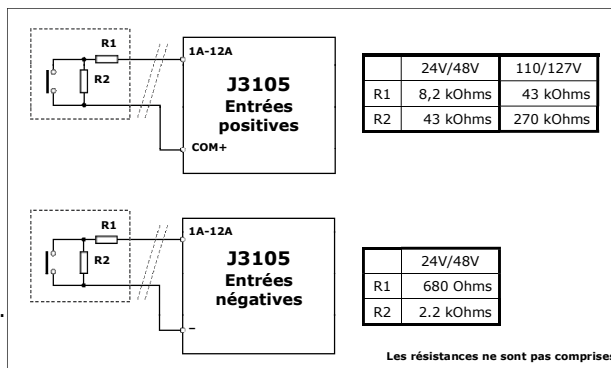 R1
R2
1A-12A
J3105
Entrées
positives
COM+
24V/48V 110/127V
R1 8,2 kOhms 43 kOhms
R2 43 kOhms 270 kOhms
R1
R2
1A-12A
J3105
Entrées
négatives
–
24V/48V
R1 680 Ohms
R2 2.2 kOhms
.
Les résistances ne sont pas comprises